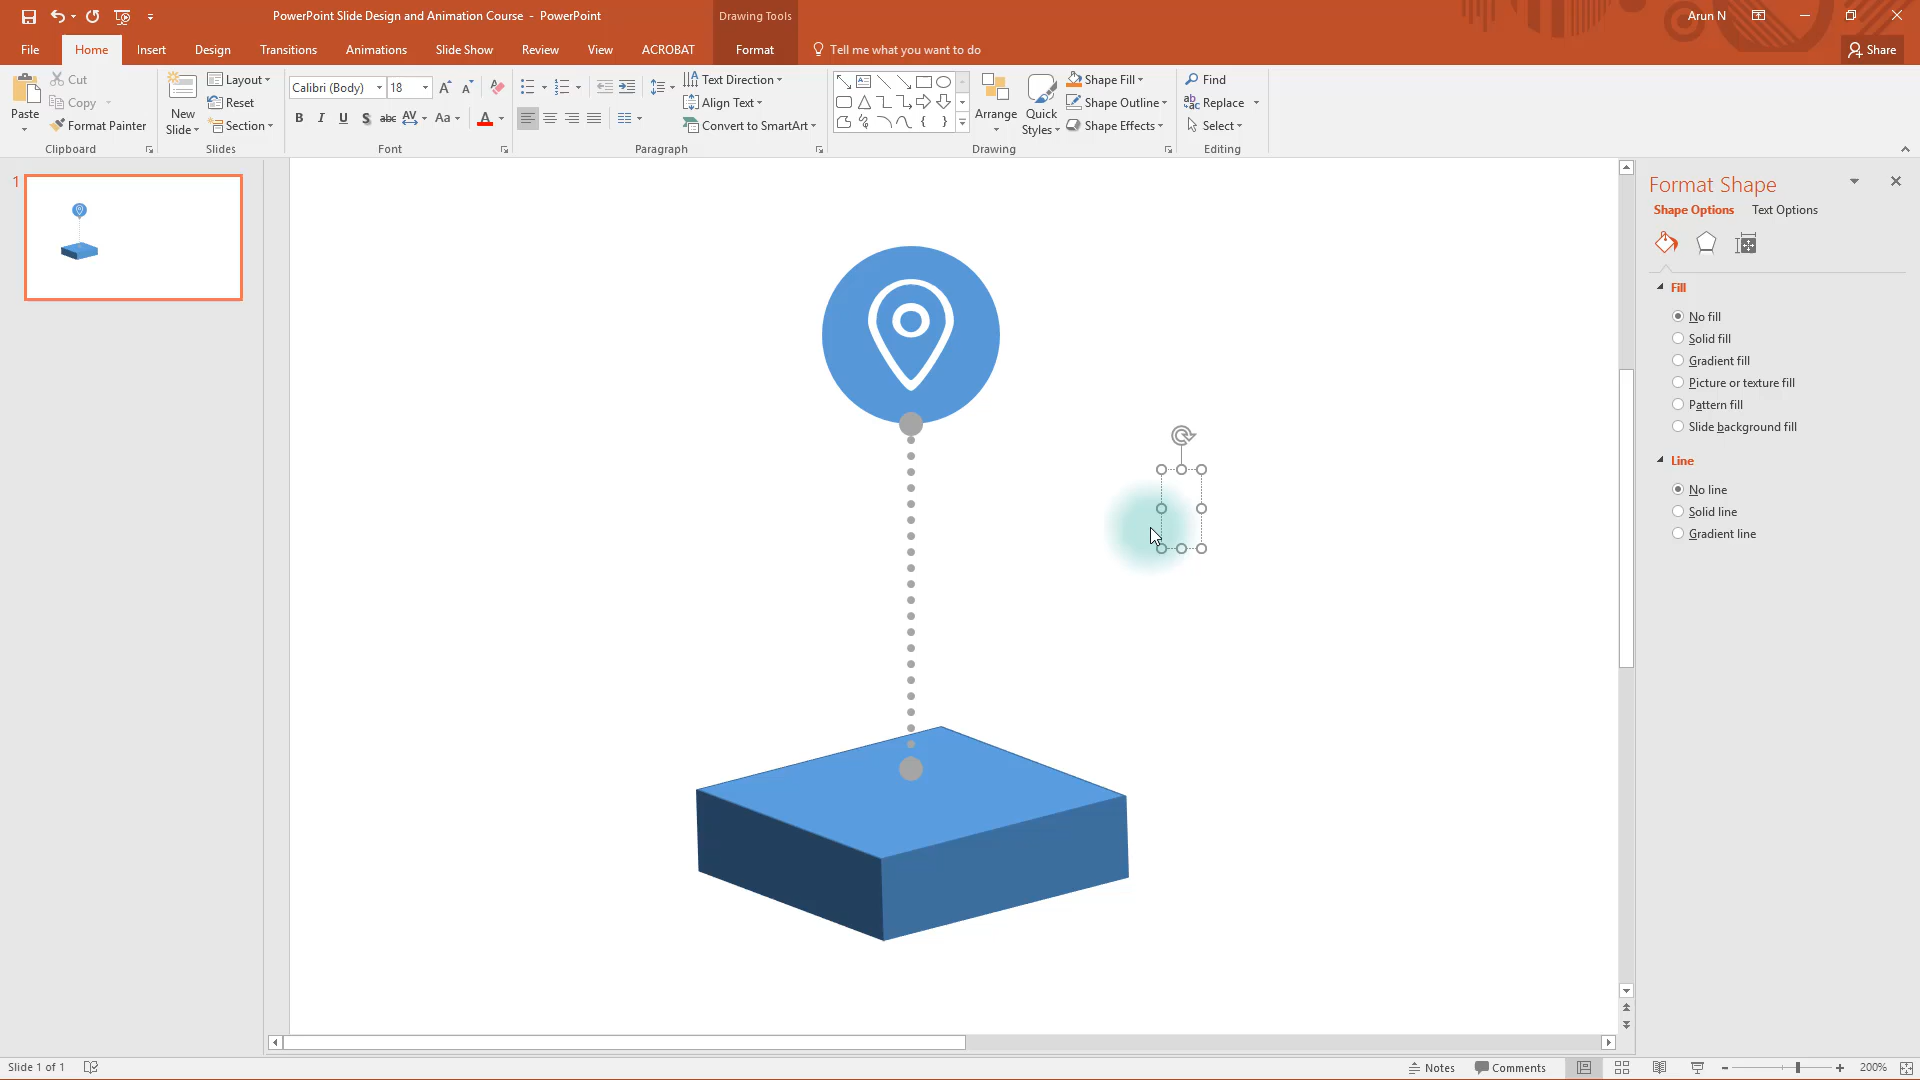 PowerPoint Slide Design and Animation Course - PowerPoint
Drawing Tools
Arun N
File
Home
Insert
Design
Transitions
Animations
Slide Show
Review
View
ACROBAT
Format
Tell me what you want to do
Share
Paste
Cut
Copy
Format Painter
Clipboard
New
Slide
Layout
Reset
Section
Slides
Calibri (Body)
18
B I U S abc AV Aa A
Font
Text Direction
Align Text
Convert to SmartArt
Paragraph
Arrange
Quick
Styles
Shape Fill
Shape Outline
Shape Effects
Drawing
Find
Replace
Select
Editing
1
Format Shape
Shape Options
Text Options
Fill
No fill
Solid fill
Gradient fill
Picture or texture fill
Pattern fill
Slide background fill
Line
No line
Solid line
Gradient line
Slide 1 of 1
Notes
Comments
200%